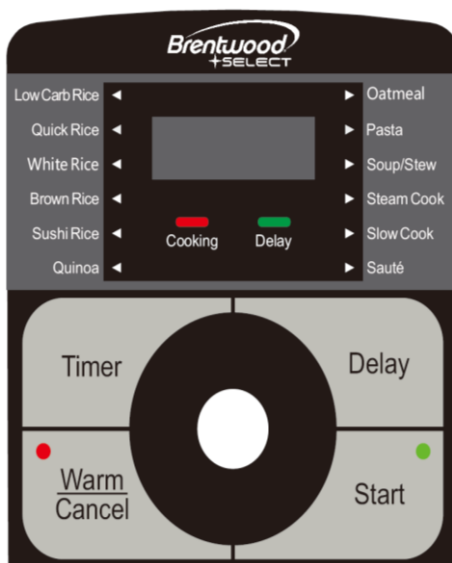 Brentwood
+SELECT
Low Carb Rice
Quick Rice
White Rice
Brown Rice
Sushi Rice
Quinoa
Cooking
Delay
Oatmeal
Pasta
Soup/Stew
Steam Cook
Slow Cook
Sauté
Timer
Delay
Warm
Cancel
Start